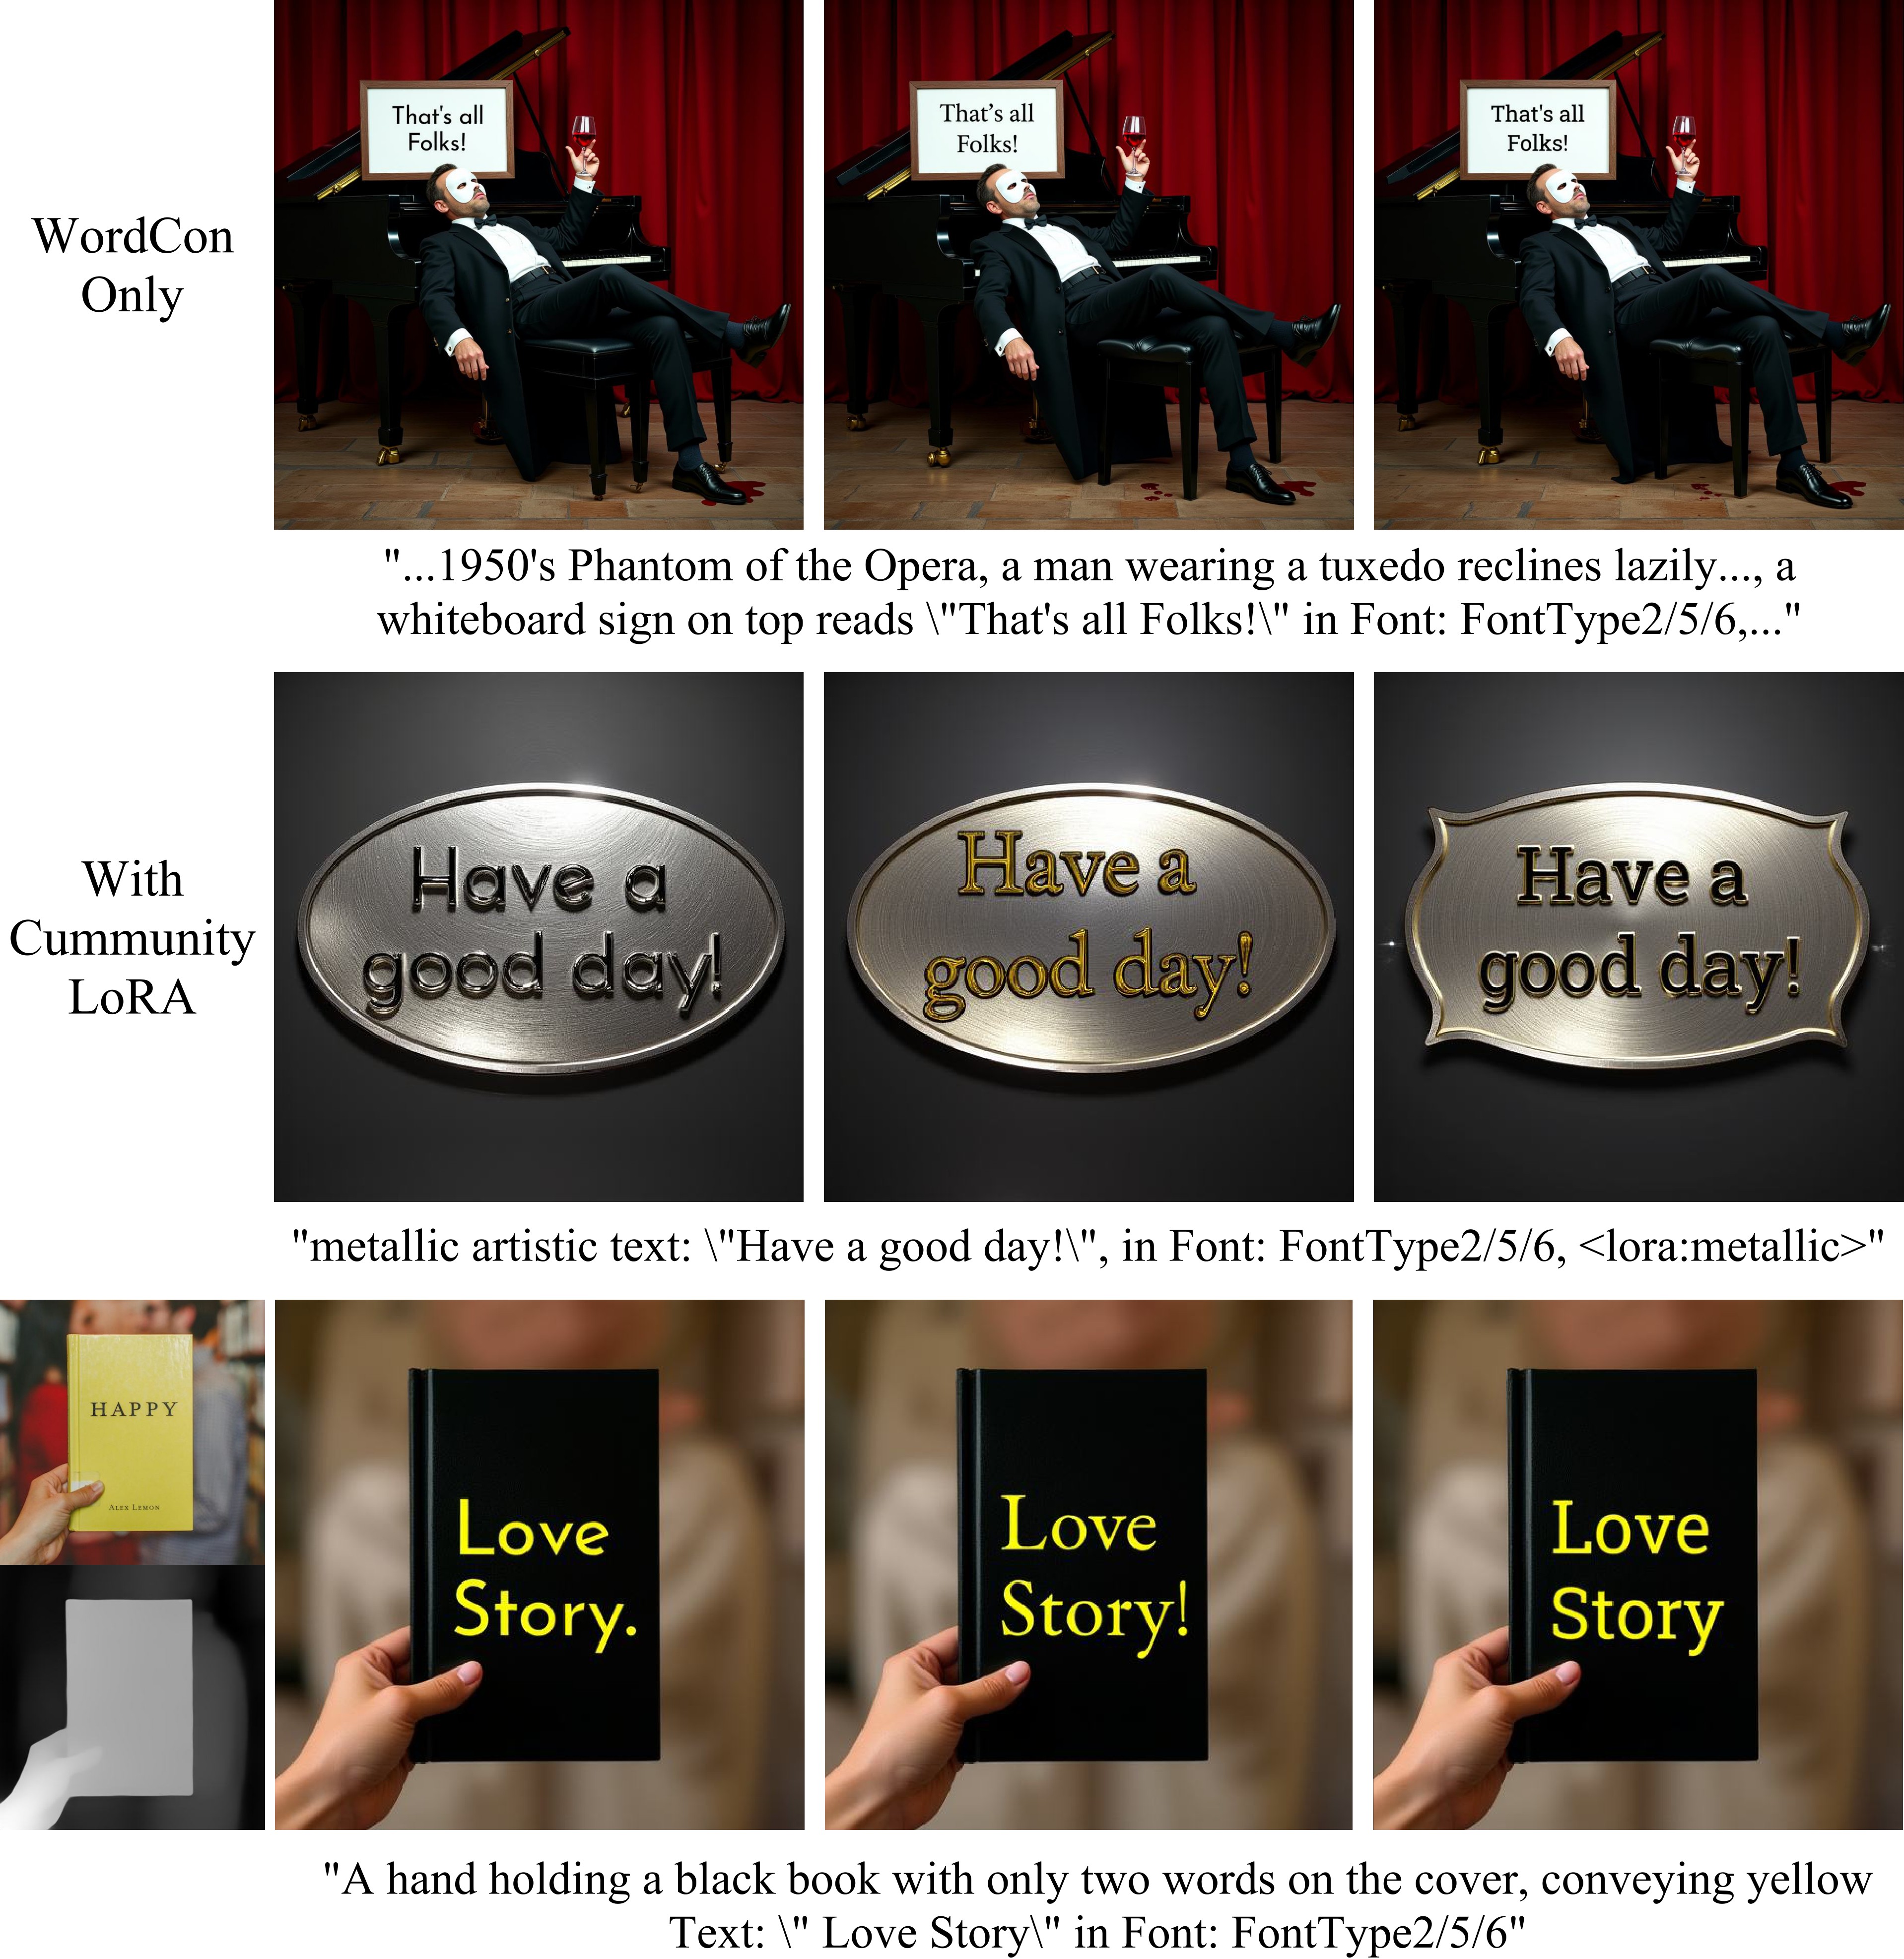 WordCon
Only
That's all
Folks!
That's all
Folks!
That's all
Folks!
"...1950's Phantom of the Opera, a man wearing a tuxedo reclines lazily..., a
whiteboard sign on top reads \"That's all Folks!\" in Font: FontType2/5/6,..."
With
Cummunity
LoRA
Have a
good day!
Have a
good day!
Have a
good day!
"metallic artistic text: \"Have a good day!\", in Font: FontType2/5/6, <lora:metallic>"
HAPPY
ALEX LEMON
Love
Story.
Love
Story!
Love
Story
"A hand holding a black book with only two words on the cover, conveying yellow
Text: \" Love Story\" in Font: FontType2/5/6"